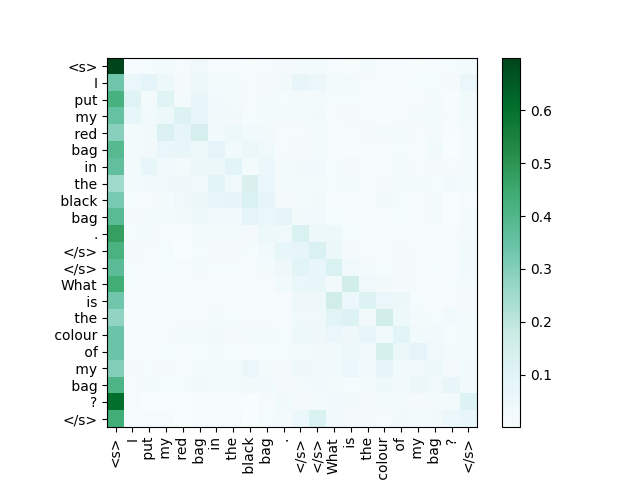 <s>
I
put
my
red
bag
in
the
black
bag
.
</s>
</s>
What
is
the
colour
of
my
bag
?
</s>
<s> I put my red bag in the black bag . </s> </s> What is the colour of my bag ? </s>
0.6
0.5
0.4
0.3
0.2
0.1